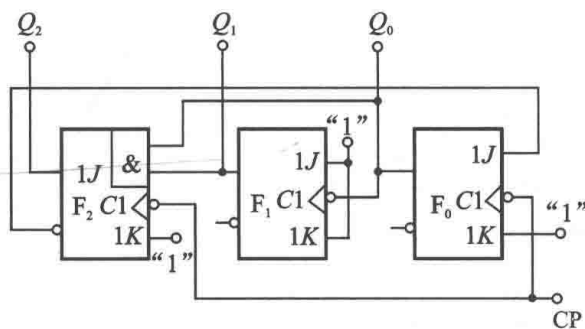 Q₂ Q₁ Q₀
"1"
1J & 1J 1J
F₂ C1 F₁ C1 F₀ C1
"1"
1K 1K 1K
"1"
CP